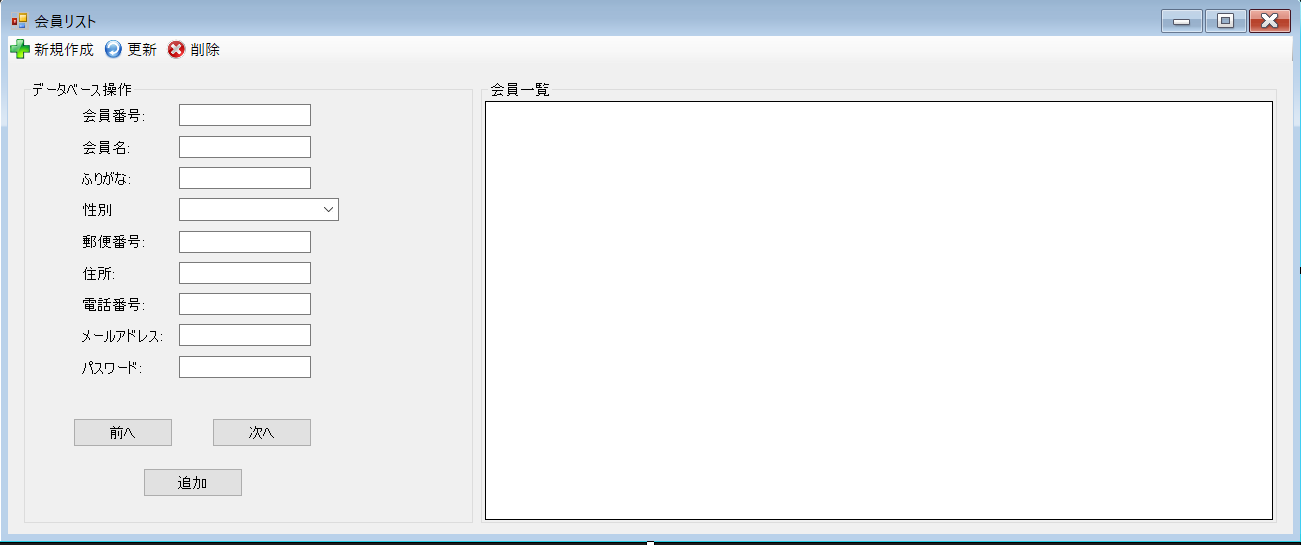 会員リスト
新規作成 更新 削除
データベース操作
会員番号:
会員名:
ふりがな:
性別
郵便番号:
住所:
電話番号:
メールアドレス:
パスワード:
前へ 次へ
追加
会員一覧